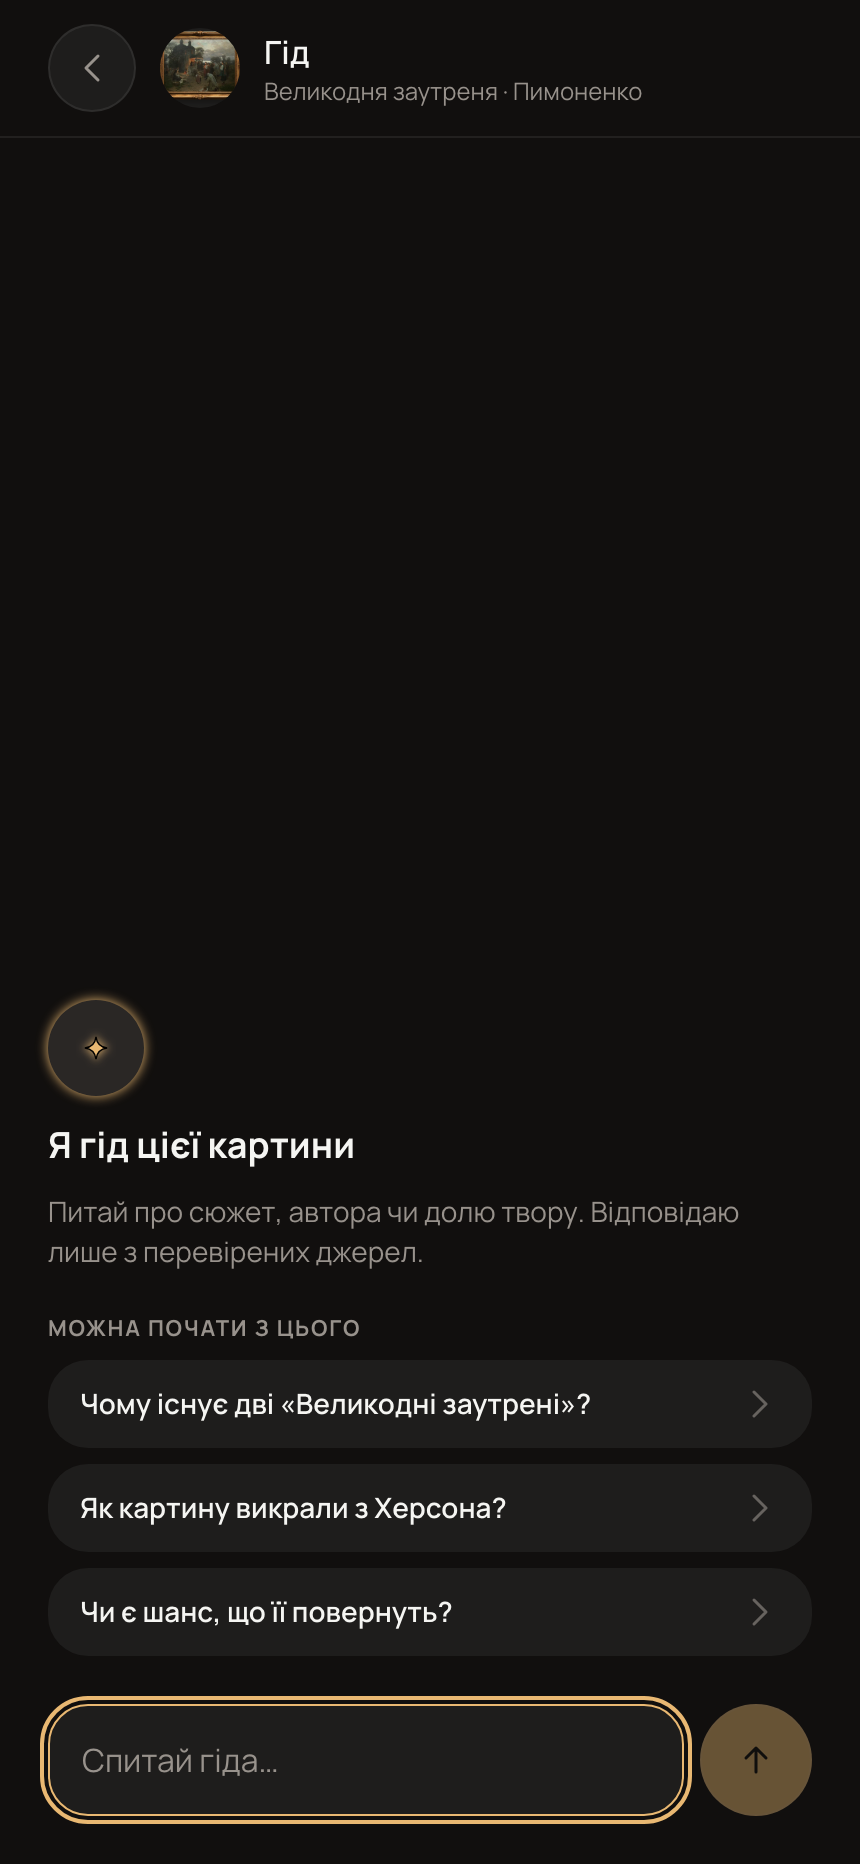 Гід
Великодня заутреня · Пимоненко
Я гід цієї картини
Питай про сюжет, автора чи долю твору. Відповідаю
лише з перевірених джерел.
МОЖНА ПОЧАТИ З ЦЬОГО
Чому існує дві «Великодні заутрені»?
Як картину викрали з Херсона?
Чи є шанс, що її повернуть?
Спитай гіда...